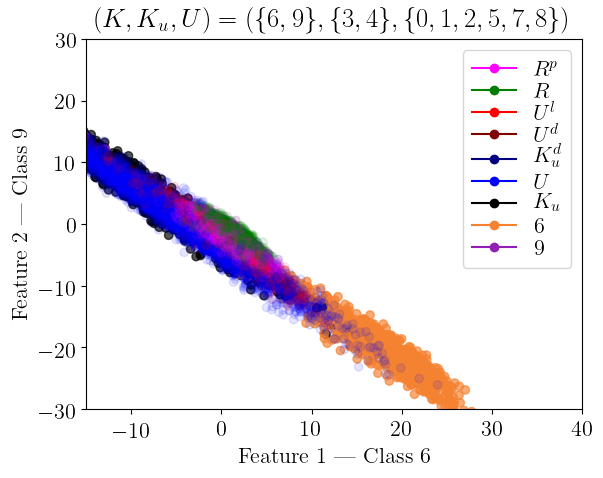 (K, K_u, U) = ({6, 9}, {3, 4}, {0, 1, 2, 5, 7, 8})
30
20
10
0
−10
−20
−30
Feature 2 — Class 9
−10
0
10
20
30
40
Feature 1 — Class 6
R^p
R
U^l
U^d
K_u^d
U
K_u
6
9